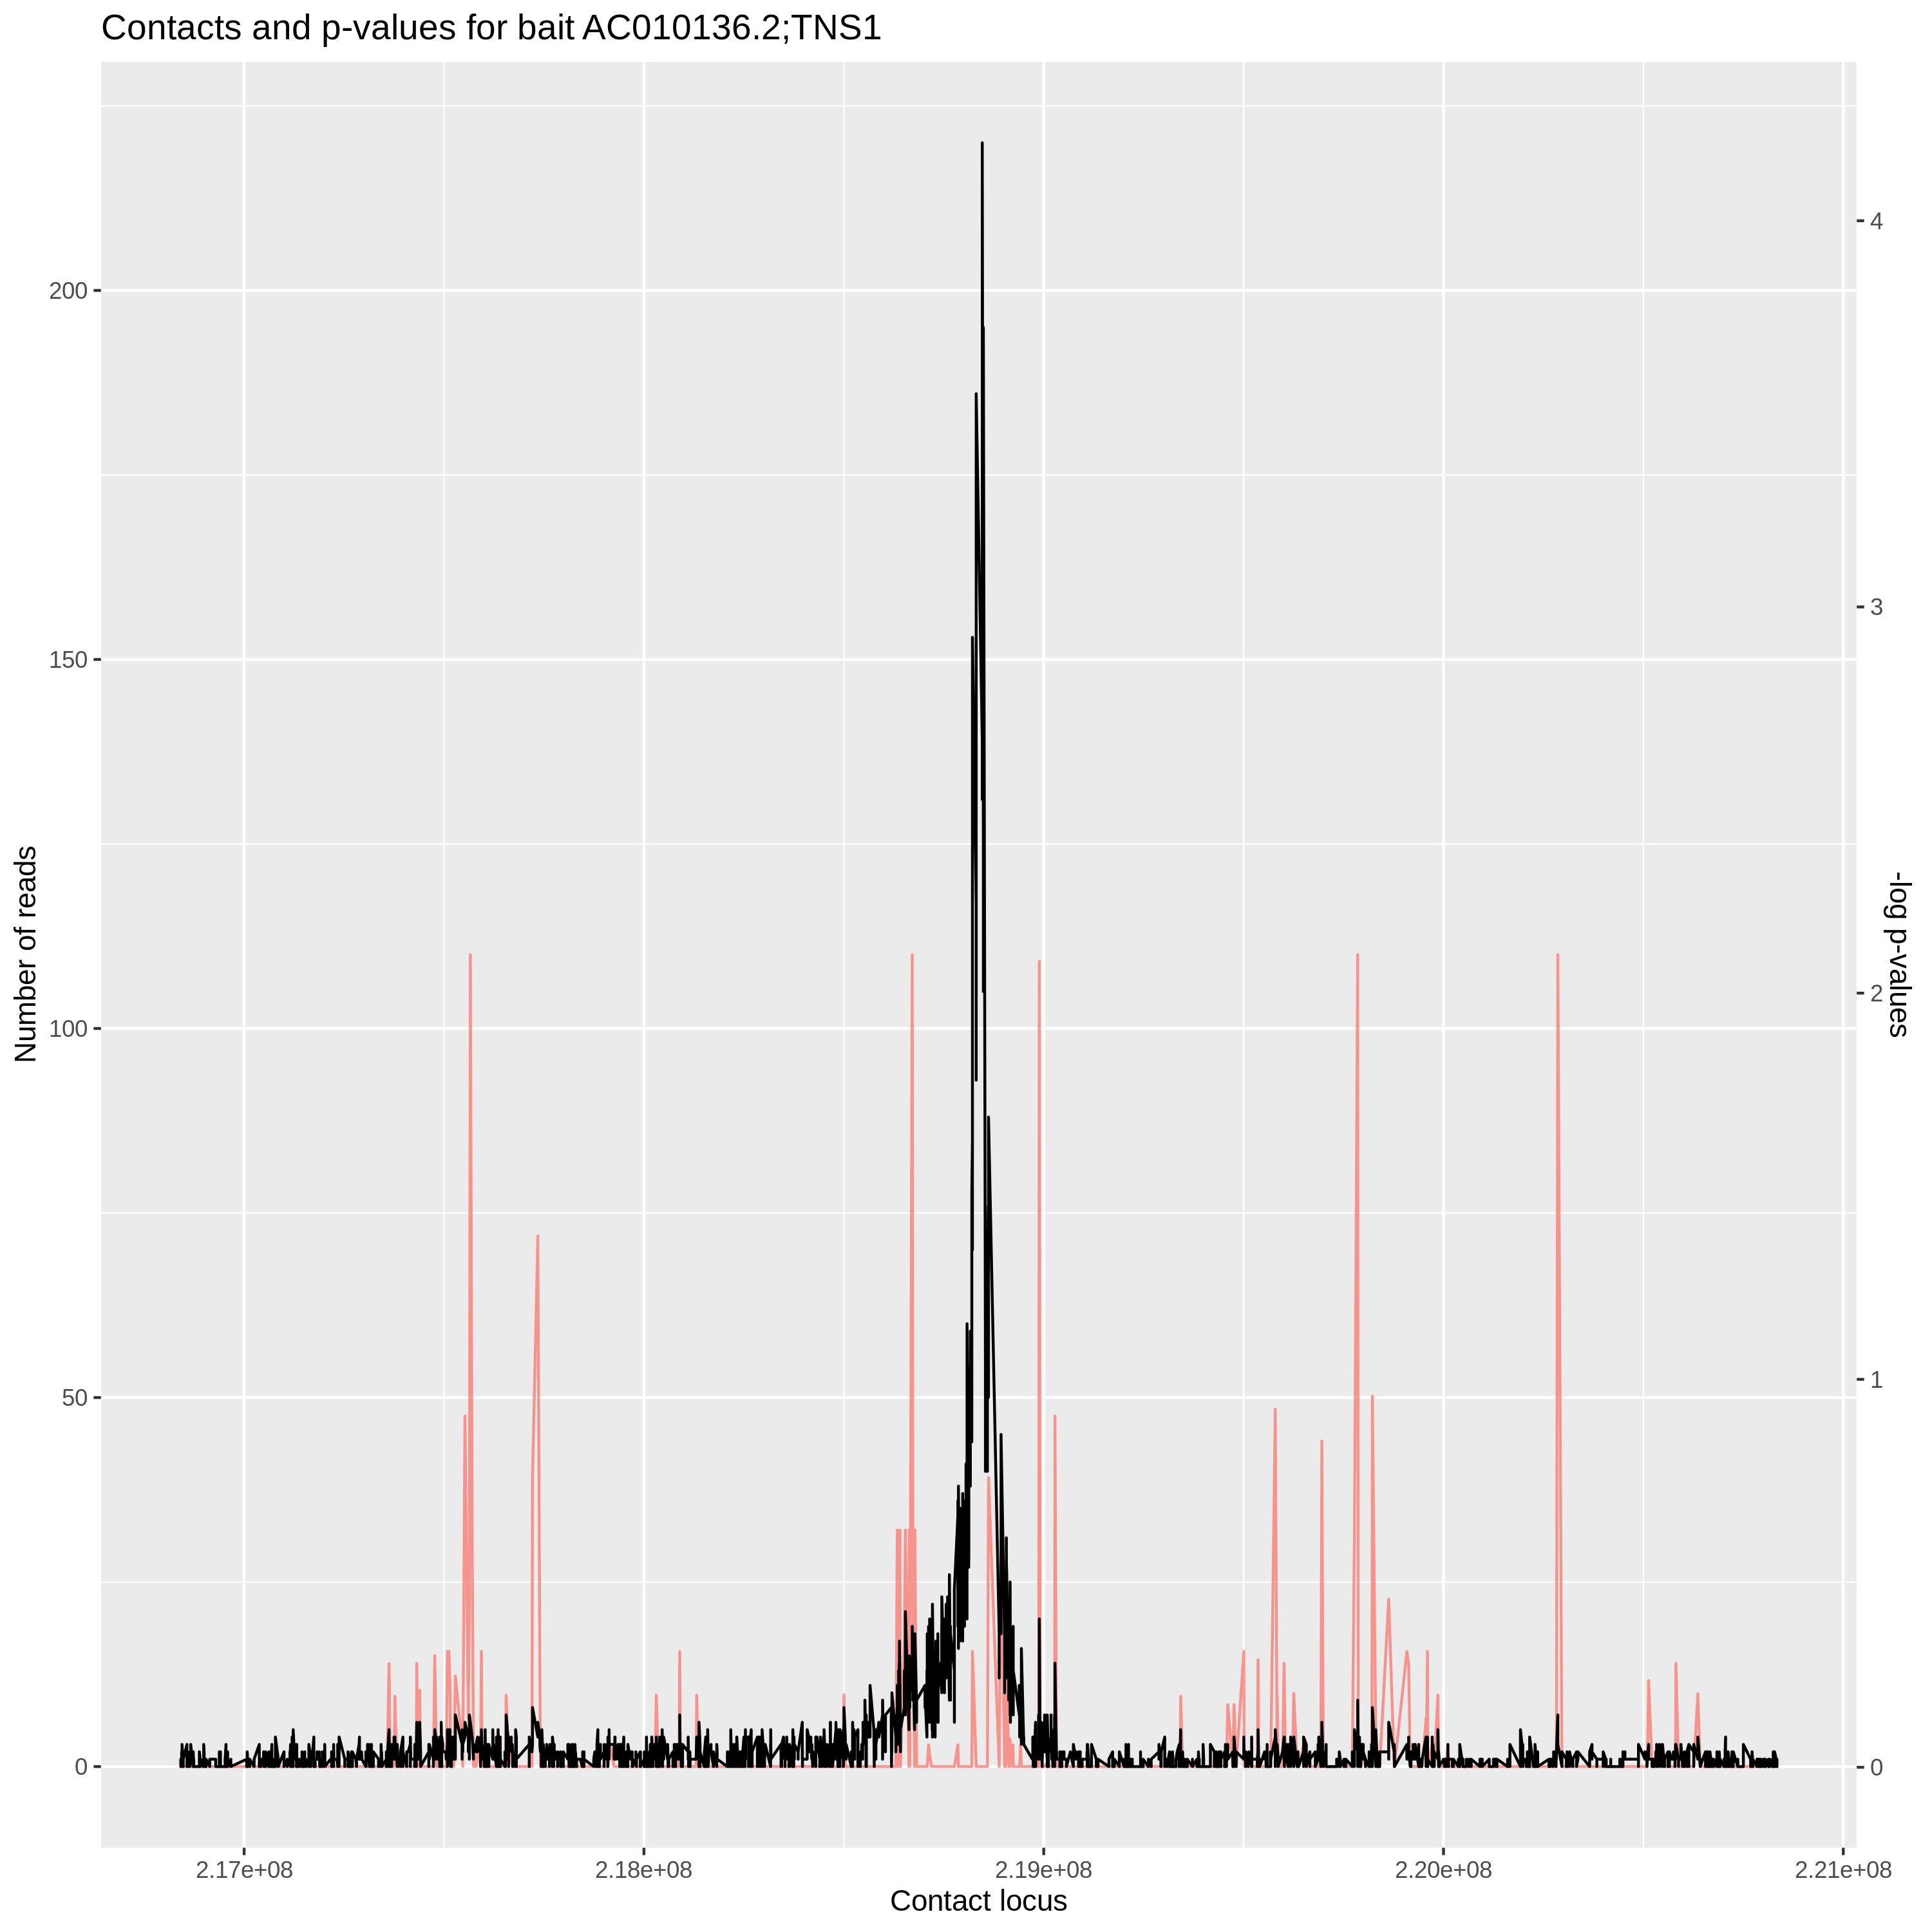 Contacts and p-values for bait AC010136.2;TNS1
Number of reads
200
150
100
50
0
4
3
2
1
0
-log p-values
2.17e+08
2.18e+08
2.19e+08
2.20e+08
2.21e+08
Contact locus